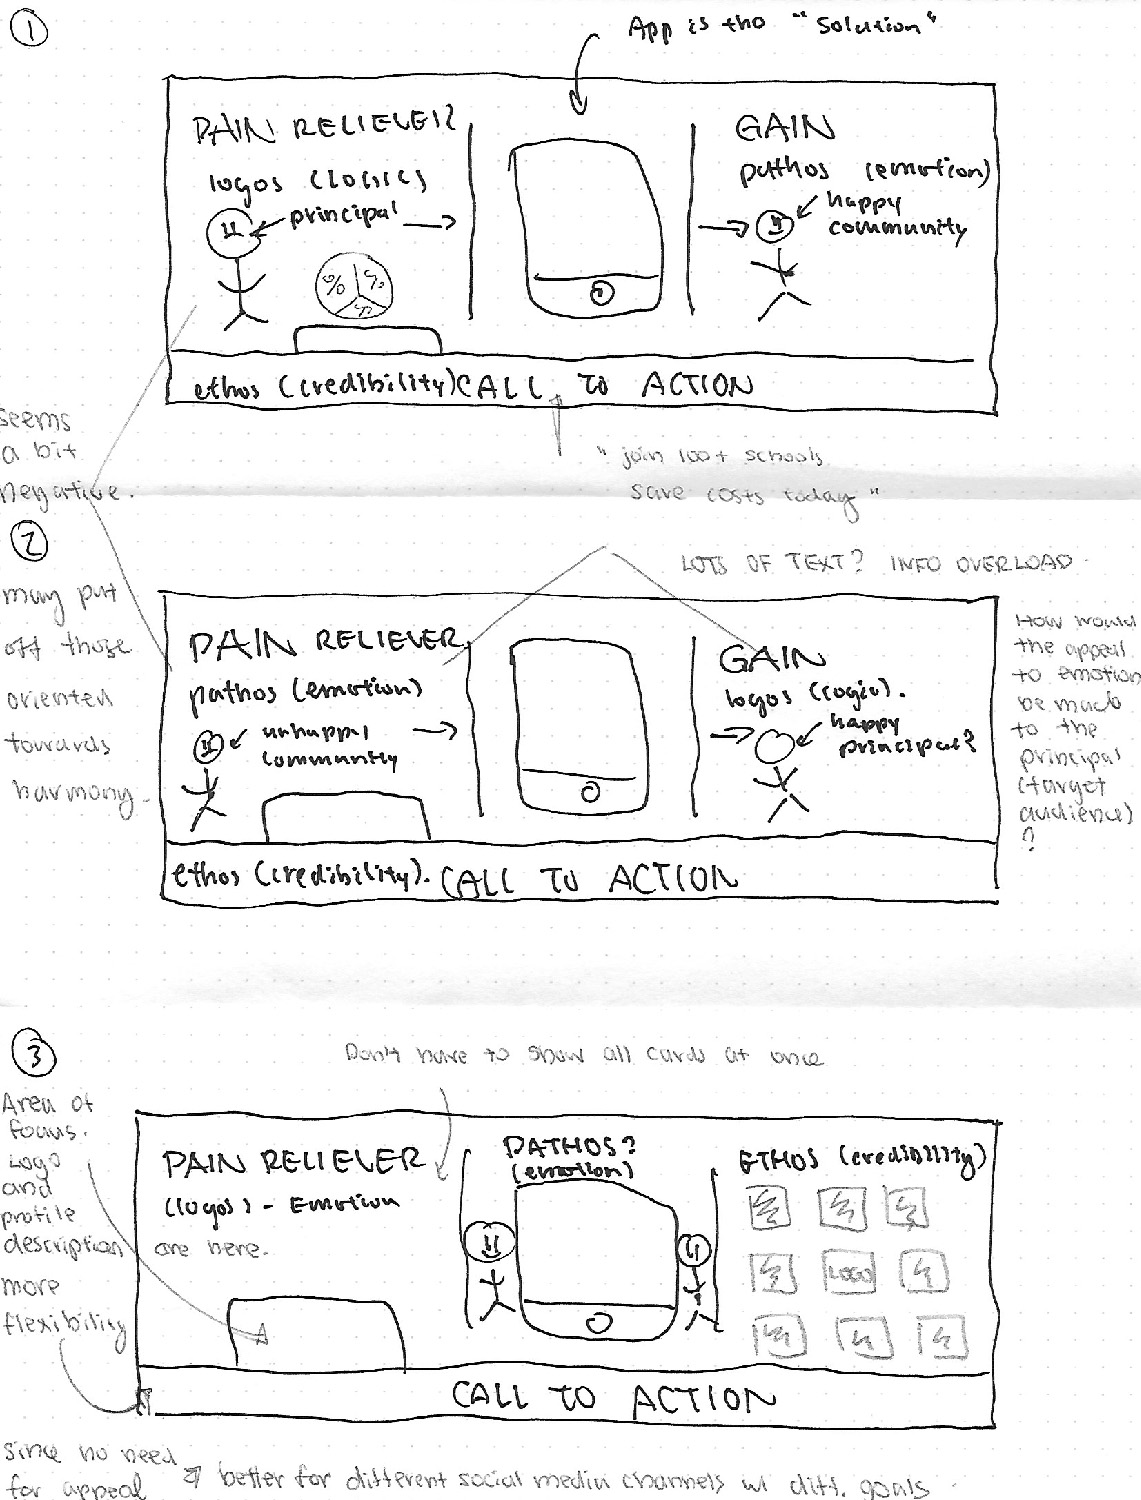 1
App is the "Solution"
PAIN RELIEVER?
logos (logic)
principal
% % %
GAIN
pathos (emotion)
happy
community
ethos (credibility) CALL TO ACTION
seems
a bit
negative.
"join 100+ schools
save costs today"
2
may put
off those
oriented
towards
harmony.
LOTS OF TEXT? INFO OVERLOAD
PAIN RELIEVER
pathos (emotion)
unhappy
community
GAIN
logos (logic).
happy
principal?
ethos (credibility). CALL TO ACTION
How would
the appeal
to emotion
be made
to the
principal
(target
audience)
?
3
Don't have to show all cards at once
Area of
focus.
Logo
and
profile
description
more
flexibility
PAIN RELIEVER
(logos) - Emotion
are here.
PATHOS?
(emotion)
ETHOS (credibility)
LOGO
CALL TO ACTION
since no need
for appeal
better for different social media channels w/ diff. goals.